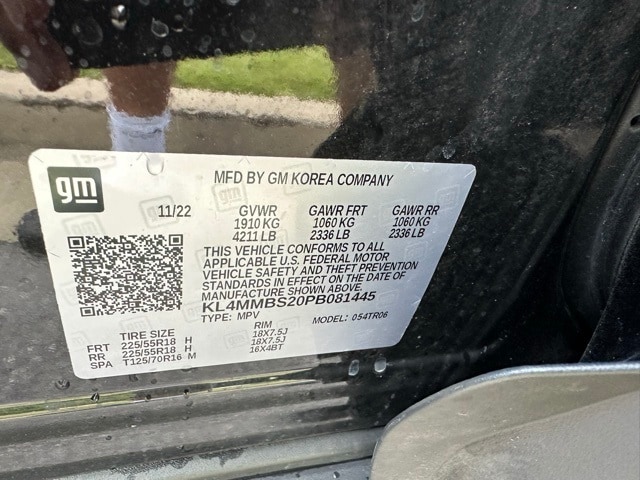 gm
MFD BY GM KOREA COMPANY
11/22 GVWR GAWR FRT GAWR RR
1910 KG 1060 KG 1060 KG
4211 LB 2336 LB 2336 LB
THIS VEHICLE CONFORMS TO ALL
APPLICABLE U.S. FEDERAL MOTOR
VEHICLE SAFETY AND THEFT PREVENTION
STANDARDS IN EFFECT ON THE DATE OF
MANUFACTURE SHOWN ABOVE.
KL4MMBS20PB081445
TYPE: MPV MODEL: 054TR06
TIRE SIZE RIM
FRT 225/55R18 H 18X7.5J
RR 225/55R18 H 18X7.5J
SPA T125/70R16 M 16X4BT